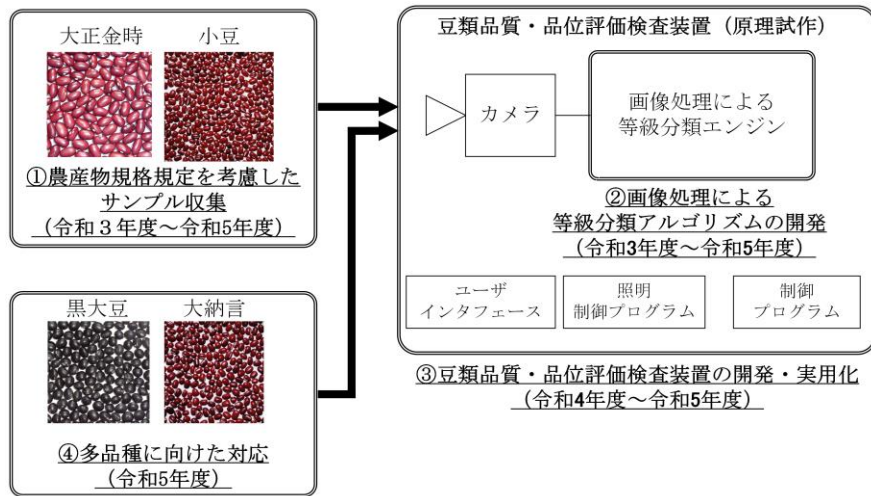 大正金時
小豆
①農産物規格規定を考慮した
サンプル収集
（令和３年度～令和5年度）
黒大豆
大納言
④多品種に向けた対応
（令和5年度）
豆類品質・品位評価検査装置（原理試作）
カメラ
画像処理による
等級分類エンジン
②画像処理による
等級分類アルゴリズムの開発
（令和3年度～令和5年度）
ユーザ
インタフェース
照明
制御プログラム
制御
プログラム
③豆類品質・品位評価検査装置の開発・実用化
（令和4年度～令和5年度）